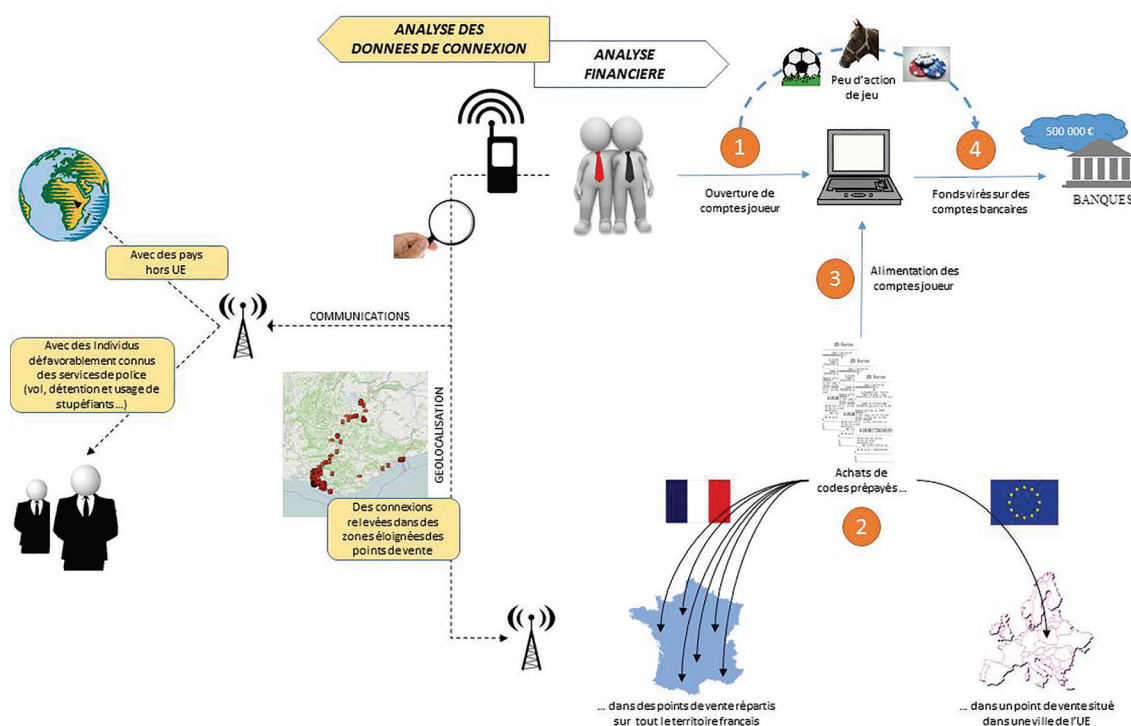 ANALYSE DES
DONNEES DE CONNEXION
ANALYSE
FINANCIERE
Peu d'action
de jeu
1
4
500 000 €
BANQUES
Ouverture de
comptes joueur
Fonds virés sur des
comptes bancaires
Avec des pays
hors UE
3
Alimentation des
comptes joueur
COMMUNICATIONS
Avec des Individus
défavorablement connus
des services de police
(vol, détention et usage de
stupéfiants ...)
GEOLOCALISATION
20 Euros
20 Euros
Achats de
codes prépayés ...
2
Des connexions
relevées dans des
zones éloignées des
points de vente
... dans des points de vente répartis
sur tout le territoire français
... dans un point de vente situé
dans une ville de l'UE